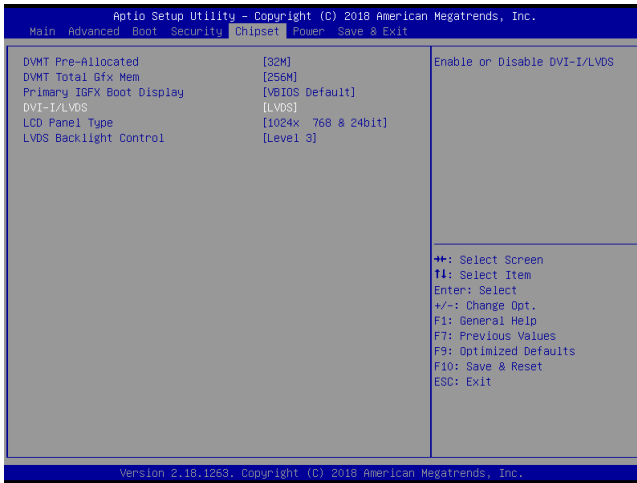 Aptio Setup Utility – Copyright (C) 2018 American Megatrends, Inc.
Main Advanced Boot Security Chipset Power Save & Exit
DVMT Pre-Allocated [32M]
DVMT Total Gfx Mem [256M]
Primary IGFX Boot Display [VBIOS Default]
DVI-I/LVDS [LVDS]
LCD Panel Type [1024x 768 & 24bit]
LVDS Backlight Control [Level 3]
Enable or Disable DVI-I/LVDS
→←: Select Screen
↑↓: Select Item
Enter: Select
+/-: Change Opt.
F1: General Help
F7: Previous Values
F9: Optimized Defaults
F10: Save & Reset
ESC: Exit
Version 2.18.1263. Copyright (C) 2018 American Megatrends, Inc.